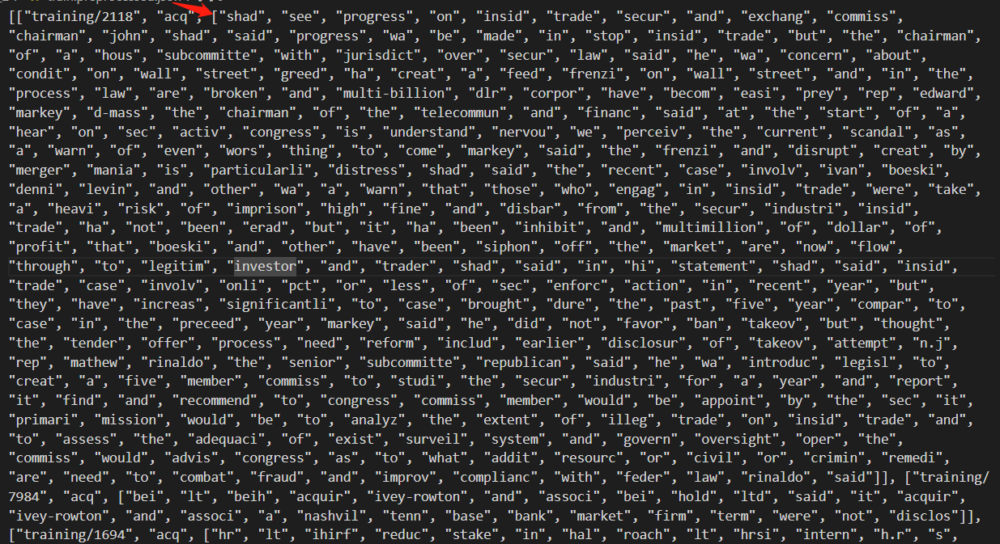 [["training/2118", "acq", ["shad", "see", "progress", "on", "insid", "trade", "secur", "and", "exchang", "commiss",
"chairman", "john", "shad", "said", "progress", "wa", "be", "made", "in", "stop", "insid", "trade", "but", "the", "chairman",
"of", "a", "hous", "subcommitte", "with", "jurisdict", "over", "secur", "law", "said", "he", "wa", "concern", "about",
"condit", "on", "wall", "street", "greed", "ha", "creat", "a", "feed", "frenzi", "on", "wall", "street", "and", "in", "the",
"process", "law", "are", "broken", "and", "multi-billion", "dlr", "corpor", "have", "becom", "easi", "prey", "rep", "edward",
"markey", "d-mass", "the", "chairman", "of", "the", "telecommun", "and", "financ", "said", "at", "the", "start", "of", "a",
"hear", "on", "sec", "activ", "congress", "is", "understand", "nervou", "we", "perceiv", "the", "current", "scandal", "as",
"a", "warn", "of", "even", "wors", "thing", "to", "come", "markey", "said", "the", "frenzi", "and", "disrupt", "creat", "by",
"merger", "mania", "is", "particularli", "distress", "shad", "said", "the", "recent", "case", "involv", "ivan", "boeski",
"denni", "levin", "and", "other", "wa", "a", "warn", "that", "those", "who", "engag", "in", "insid", "trade", "were", "take",
"a", "heavi", "risk", "of", "imprison", "high", "fine", "and", "disbar", "from", "the", "secur", "industri", "insid",
"trade", "ha", "not", "been", "erad", "but", "it", "ha", "been", "inhibit", "and", "multimillion", "of", "dollar", "of",
"profit", "that", "boeski", "and", "other", "have", "been", "siphon", "off", "the", "market", "are", "now", "flow",
"through", "to", "legitim", "investor", "and", "trader", "shad", "said", "in", "hi", "statement", "shad", "said", "insid",
"trade", "case", "involv", "onli", "pct", "or", "less", "of", "sec", "enforc", "action", "in", "recent", "year", "but",
"they", "have", "increas", "significantli", "to", "case", "brought", "dure", "the", "past", "five", "year", "compar", "to",
"case", "in", "the", "preceed", "year", "markey", "said", "he", "did", "not", "favor", "ban", "takeov", "but", "thought",
"the", "tender", "offer", "process", "need", "reform", "includ", "earlier", "disclosur", "of", "takeov", "attempt", "n.j",
"rep", "mathew", "rinaldo", "the", "senior", "subcommitte", "republican", "said", "he", "wa", "introduc", "legisl", "to",
"creat", "a", "five", "member", "commiss", "to", "studi", "the", "secur", "industri", "for", "a", "year", "and", "report",
"it", "find", "and", "recommend", "to", "congress", "commiss", "member", "would", "be", "appoint", "by", "the", "sec", "it",
"primari", "mission", "would", "be", "to", "analyz", "the", "extent", "of", "illeg", "trade", "on", "insid", "trade", "and",
"to", "assess", "the", "adequaci", "of", "exist", "surveil", "system", "and", "govern", "oversight", "oper", "the",
"commiss", "would", "advis", "congress", "as", "to", "what", "addit", "resourc", "or", "civil", "or", "crimin", "remedi",
"are", "need", "to", "combat", "fraud", "and", "improv", "complianc", "with", "feder", "law", "rinaldo", "said"]], ["training/
7984", "acq", ["bei", "lt", "beih", "acquir", "ivey-rowton", "and", "associ", "bei", "hold", "ltd", "said", "it", "acquir",
"ivey-rowton", "and", "associ", "a", "nashvil", "tenn", "base", "bank", "market", "firm", "term", "were", "not", "disclos"]],
["training/1694", "acq", ["hr", "lt", "ihirf", "reduc", "stake", "in", "hal", "roach", "lt", "hrsi", "intern", "h.r", "s",